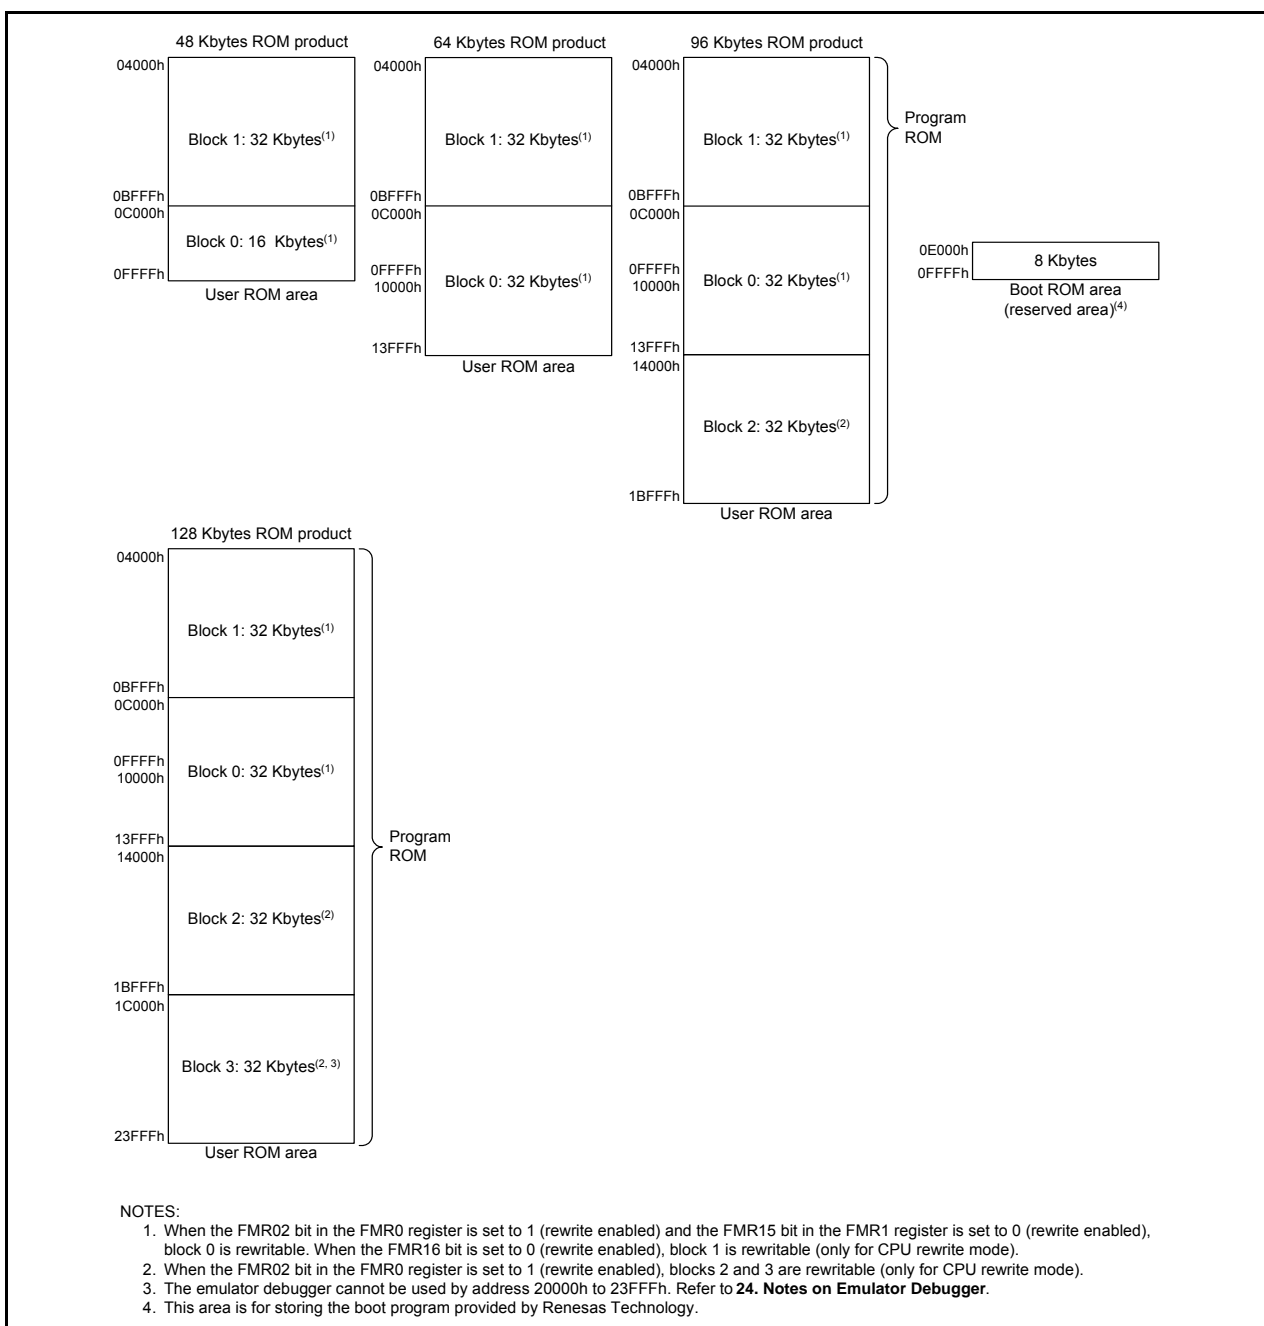 48 Kbytes ROM product
04000h
Block 1: 32 Kbytes(1)
0BFFFh
0C000h
Block 0: 16 Kbytes(1)
0FFFFh
User ROM area
64 Kbytes ROM product
04000h
Block 1: 32 Kbytes(1)
0BFFFh
0C000h
0FFFFh
10000h
Block 0: 32 Kbytes(1)
13FFFh
User ROM area
96 Kbytes ROM product
04000h
Block 1: 32 Kbytes(1)
0BFFFh
0C000h
0FFFFh
10000h
Block 0: 32 Kbytes(1)
13FFFh
14000h
Block 2: 32 Kbytes(2)
1BFFFh
User ROM area
Program
ROM
0E000h
0FFFFh
8 Kbytes
Boot ROM area
(reserved area)(4)
128 Kbytes ROM product
04000h
Block 1: 32 Kbytes(1)
0BFFFh
0C000h
0FFFFh
10000h
Block 0: 32 Kbytes(1)
13FFFh
14000h
Block 2: 32 Kbytes(2)
1BFFFh
1C000h
Block 3: 32 Kbytes(2, 3)
23FFFh
User ROM area
Program
ROM
NOTES:
1. When the FMR02 bit in the FMR0 register is set to 1 (rewrite enabled) and the FMR15 bit in the FMR1 register is set to 0 (rewrite enabled),
block 0 is rewritable. When the FMR16 bit is set to 0 (rewrite enabled), block 1 is rewritable (only for CPU rewrite mode).
2. When the FMR02 bit in the FMR0 register is set to 1 (rewrite enabled), blocks 2 and 3 are rewritable (only for CPU rewrite mode).
3. The emulator debugger cannot be used by address 20000h to 23FFFh. Refer to 24. Notes on Emulator Debugger.
4. This area is for storing the boot program provided by Renesas Technology.